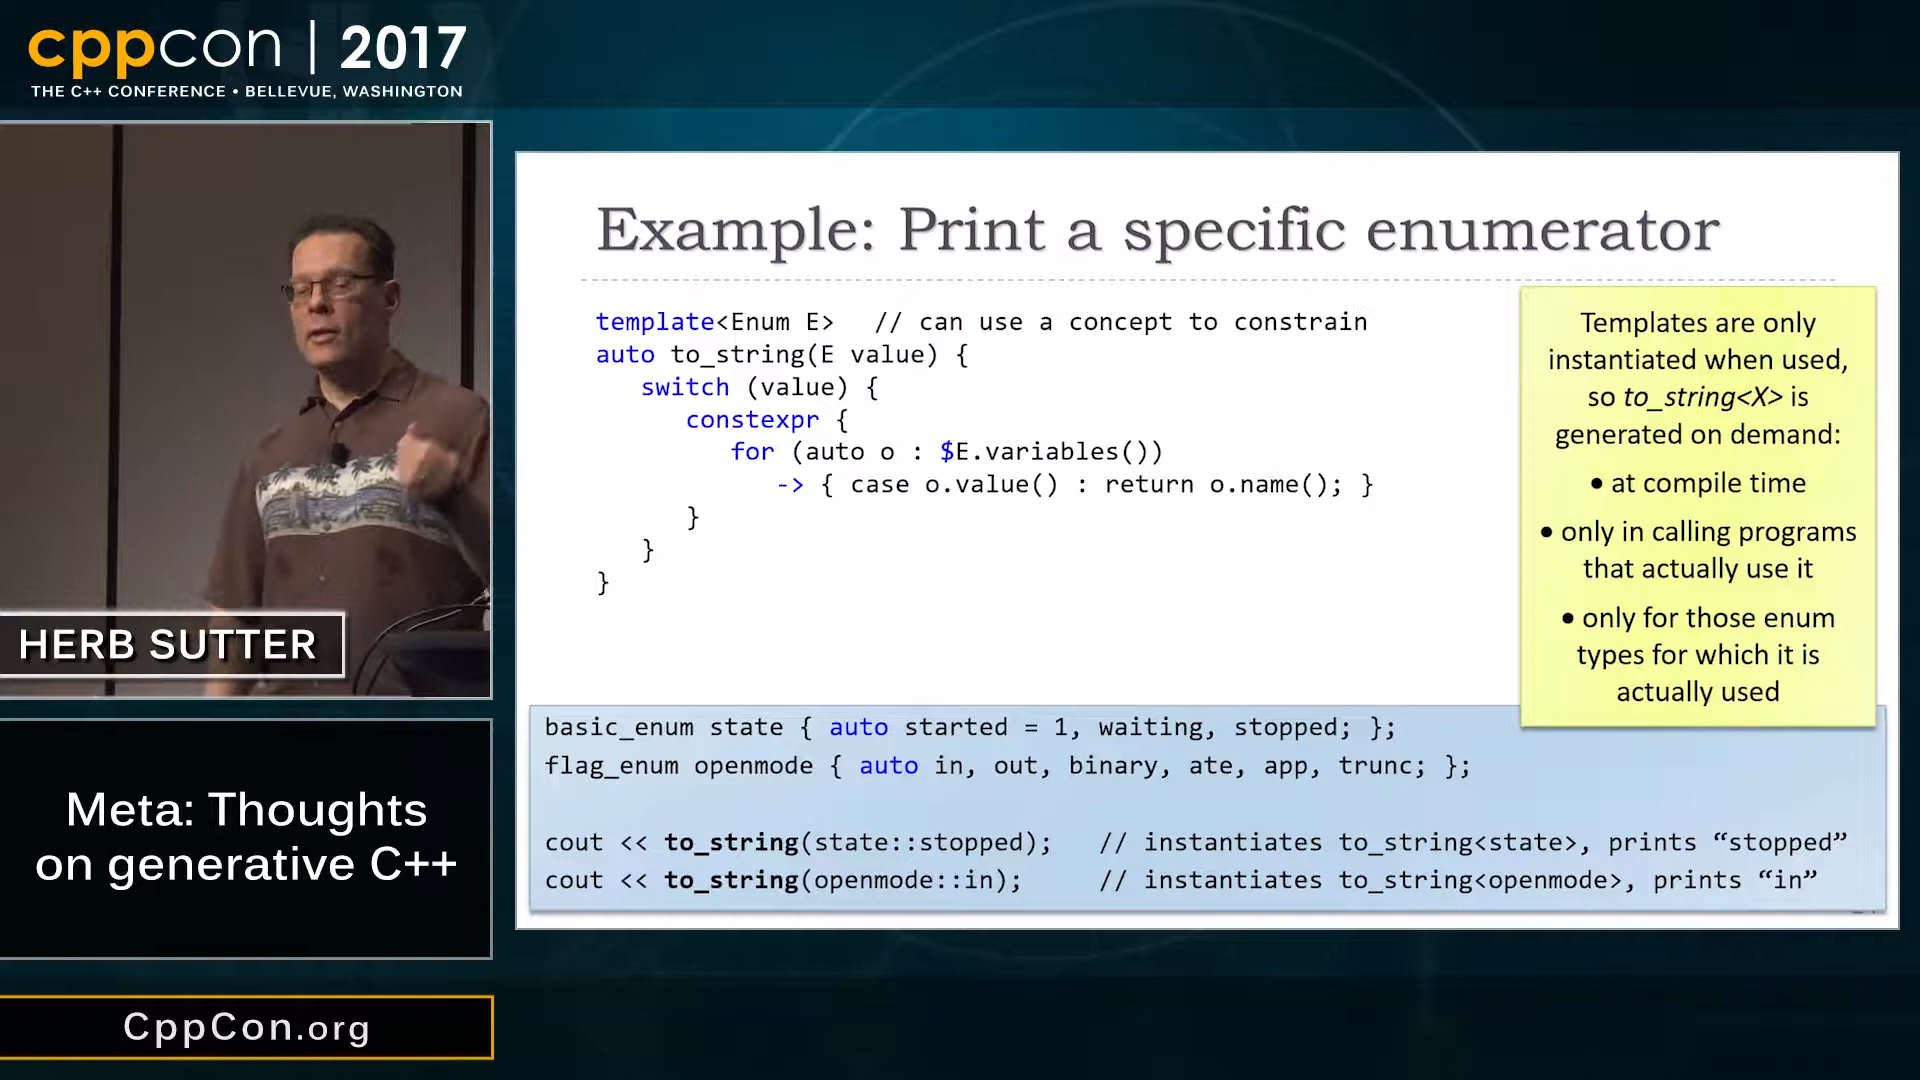 cppcon | 2017
THE C++ CONFERENCE • BELLEVUE, WASHINGTON
HERB SUTTER
Meta: Thoughts
on generative C++
CppCon.org
Example: Print a specific enumerator
template<Enum E>   // can use a concept to constrain
auto to_string(E value) {
   switch (value) {
      constexpr {
         for (auto o : $E.variables())
            -> { case o.value() : return o.name(); }
      }
   }
}
Templates are only
instantiated when used,
so to_string<X> is
generated on demand:
• at compile time
• only in calling programs
that actually use it
• only for those enum
types for which it is
actually used
basic_enum state { auto started = 1, waiting, stopped; };
flag_enum openmode { auto in, out, binary, ate, app, trunc; };
cout << to_string(state::stopped);   // instantiates to_string<state>, prints “stopped”
cout << to_string(openmode::in);     // instantiates to_string<openmode>, prints “in”